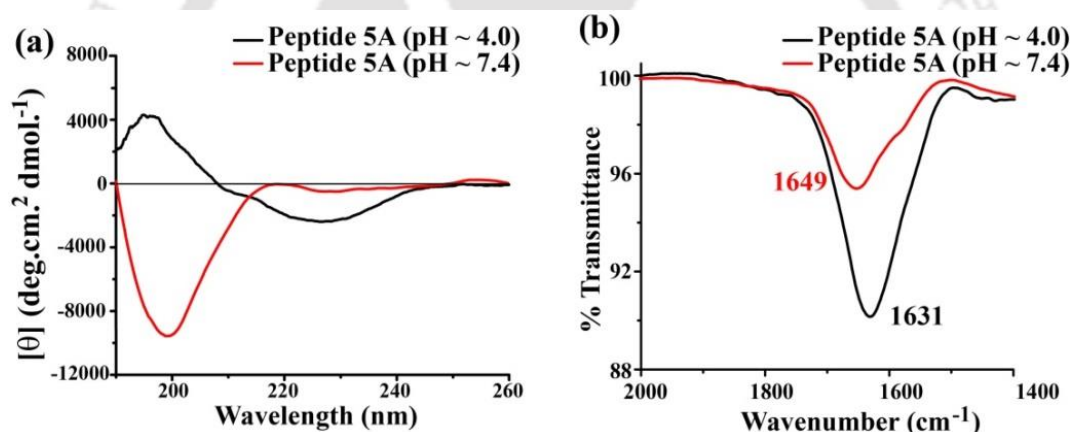 (a)
Peptide 5A (pH ~ 4.0)
Peptide 5A (pH ~ 7.4)
8000
4000
0
-4000
-8000
-12000
[θ] (deg.cm.² dmol.⁻¹)
200
220
240
260
Wavelength (nm)
(b)
Peptide 5A (pH ~ 4.0)
Peptide 5A (pH ~ 7.4)
100
96
92
88
% Transmittance
1649
1631
2000
1800
1600
1400
Wavenumber (cm⁻¹)